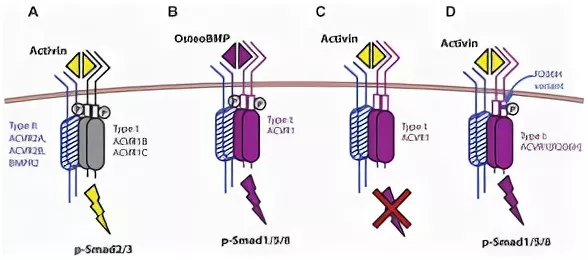 A
B
C
D
Activin
OsteoBMP
Activin
Activin
P
P
P
P
P
variant
Type II:
ACVR2A,
ACVR2B,
BMPR2
Type I:
ACVR1B
ACVR1C
Type I:
ACVR1
Type I:
ACVR1
Type I:
p-Smad2/3
p-Smad1/5/8
p-Smad1/5/8